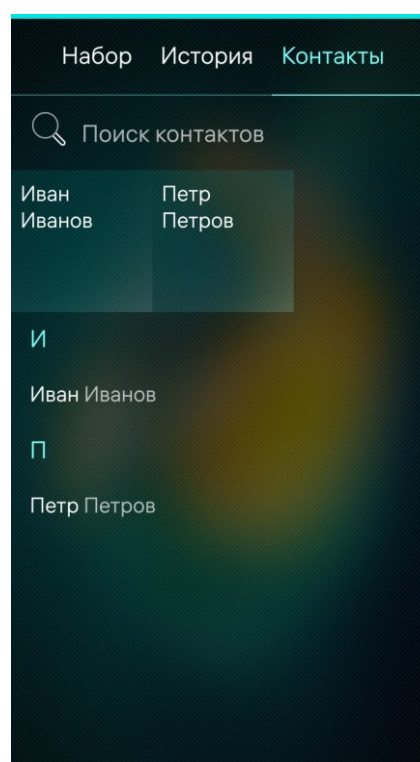 Набор История Контакты
Поиск контактов
Иван Петр
Иванов Петров
И
Иван Иванов
П
Петр Петров